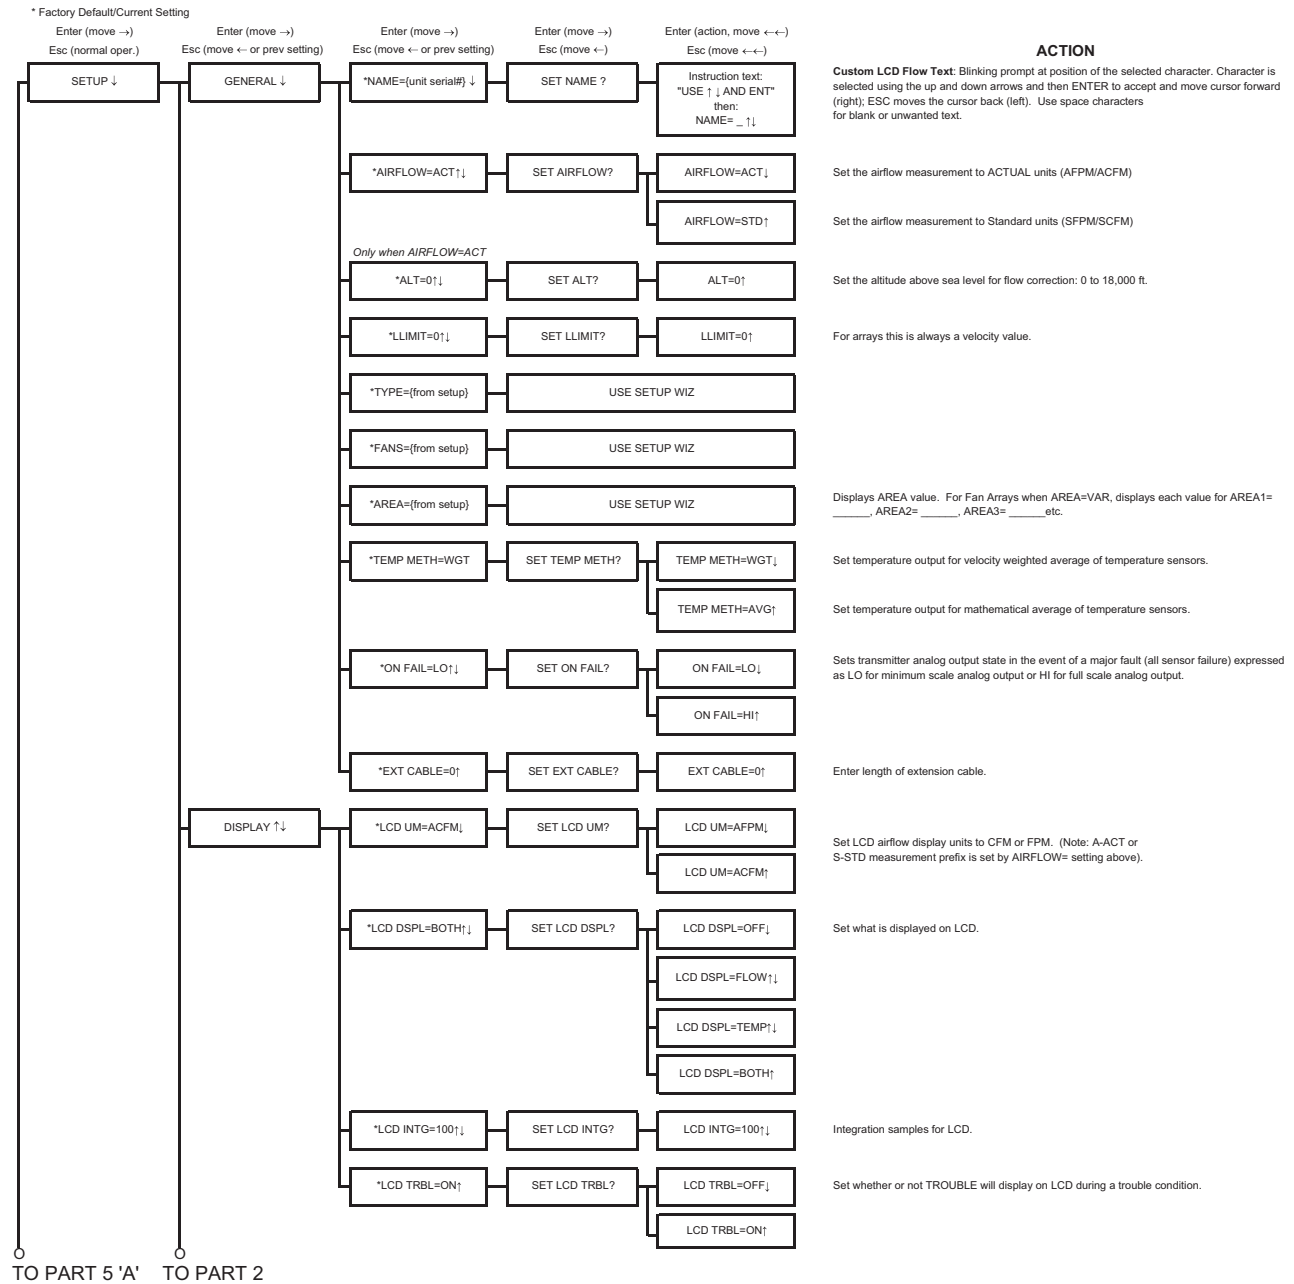 * Factory Default/Current Setting
Enter (move →) Enter (move →) Enter (move →) Enter (action, move ←←)
Esc (normal oper.) Esc (move ← or prev setting) Esc (move ← or prev setting) Esc (move ←) Esc (move ←←)
Enter (move →)
ACTION
SETUP ↓
GENERAL ↓
*NAME={unit serial#} ↓
SET NAME ?
Instruction text:
"USE ↑ ↓ AND ENT"
then:
NAME= _ ↑↓
Custom LCD Flow Text: Blinking prompt at position of the selected character. Character is
selected using the up and down arrows and then ENTER to accept and move cursor forward
(right); ESC moves the cursor back (left). Use space characters
for blank or unwanted text.
*AIRFLOW=ACT↑↓
SET AIRFLOW?
AIRFLOW=ACT↓
Set the airflow measurement to ACTUAL units (AFPM/ACFM)
AIRFLOW=STD↑
Set the airflow measurement to Standard units (SFPM/SCFM)
Only when AIRFLOW=ACT
*ALT=0↑↓
SET ALT?
ALT=0↑
Set the altitude above sea level for flow correction: 0 to 18,000 ft.
*LLIMIT=0↑↓
SET LLIMIT?
LLIMIT=0↑
For arrays this is always a velocity value.
*TYPE={from setup}
USE SETUP WIZ
*FANS={from setup}
USE SETUP WIZ
*AREA={from setup}
USE SETUP WIZ
Displays AREA value. For Fan Arrays when AREA=VAR, displays each value for AREA1=
______, AREA2= ______, AREA3= ______etc.
*TEMP METH=WGT
SET TEMP METH?
TEMP METH=WGT↓
Set temperature output for velocity weighted average of temperature sensors.
TEMP METH=AVG↑
Set temperature output for mathematical average of temperature sensors.
*ON FAIL=LO↑↓
SET ON FAIL?
ON FAIL=LO↓
Sets transmitter analog output state in the event of a major fault (all sensor failure) expressed
as LO for minimum scale analog output or HI for full scale analog output.
ON FAIL=HI↑
*EXT CABLE=0↑
SET EXT CABLE?
EXT CABLE=0↑
Enter length of extension cable.
DISPLAY ↑↓
*LCD UM=ACFM↓
SET LCD UM?
LCD UM=AFPM↓
Set LCD airflow display units to CFM or FPM. (Note: A-ACT or
S-STD measurement prefix is set by AIRFLOW= setting above).
LCD UM=ACFM↑
*LCD DSPL=BOTH↑↓
SET LCD DSPL?
LCD DSPL=OFF↓
Set what is displayed on LCD.
LCD DSPL=FLOW↑↓
LCD DSPL=TEMP↑↓
LCD DSPL=BOTH↑
*LCD INTG=100↑↓
SET LCD INTG?
LCD INTG=100↑↓
Integration samples for LCD.
*LCD TRBL=ON↑
SET LCD TRBL?
LCD TRBL=OFF↓
Set whether or not TROUBLE will display on LCD during a trouble condition.
LCD TRBL=ON↑
O O
TO PART 5 'A' TO PART 2